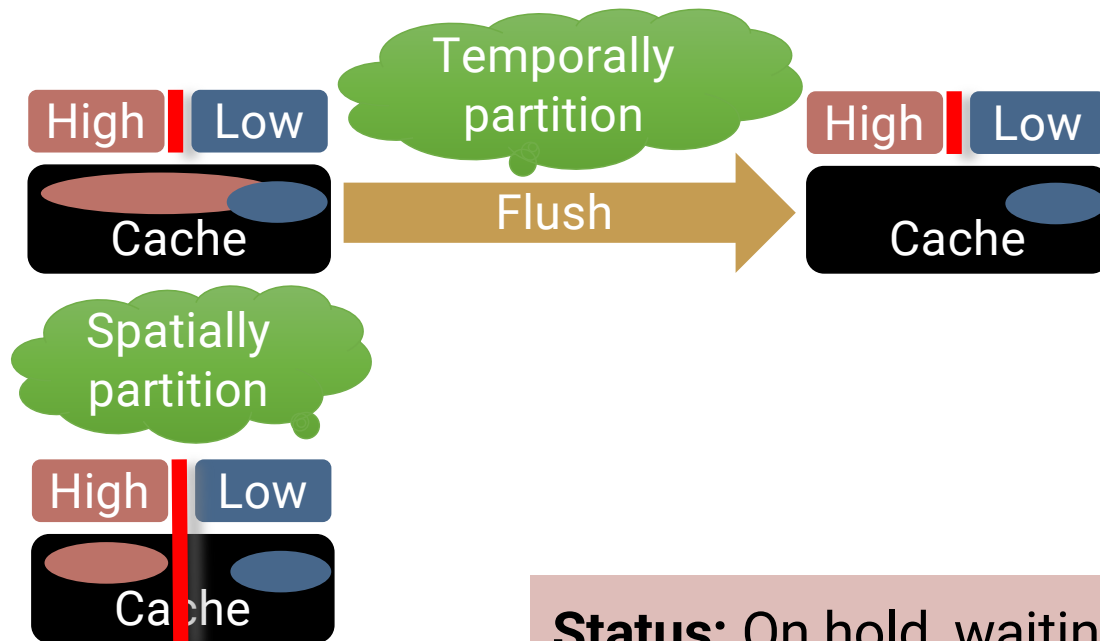 Temporally
partition
High Low
High Low
Flush
Cache
Cache
Spatially
partition
High Low
Cache
Status: On hold, waitin